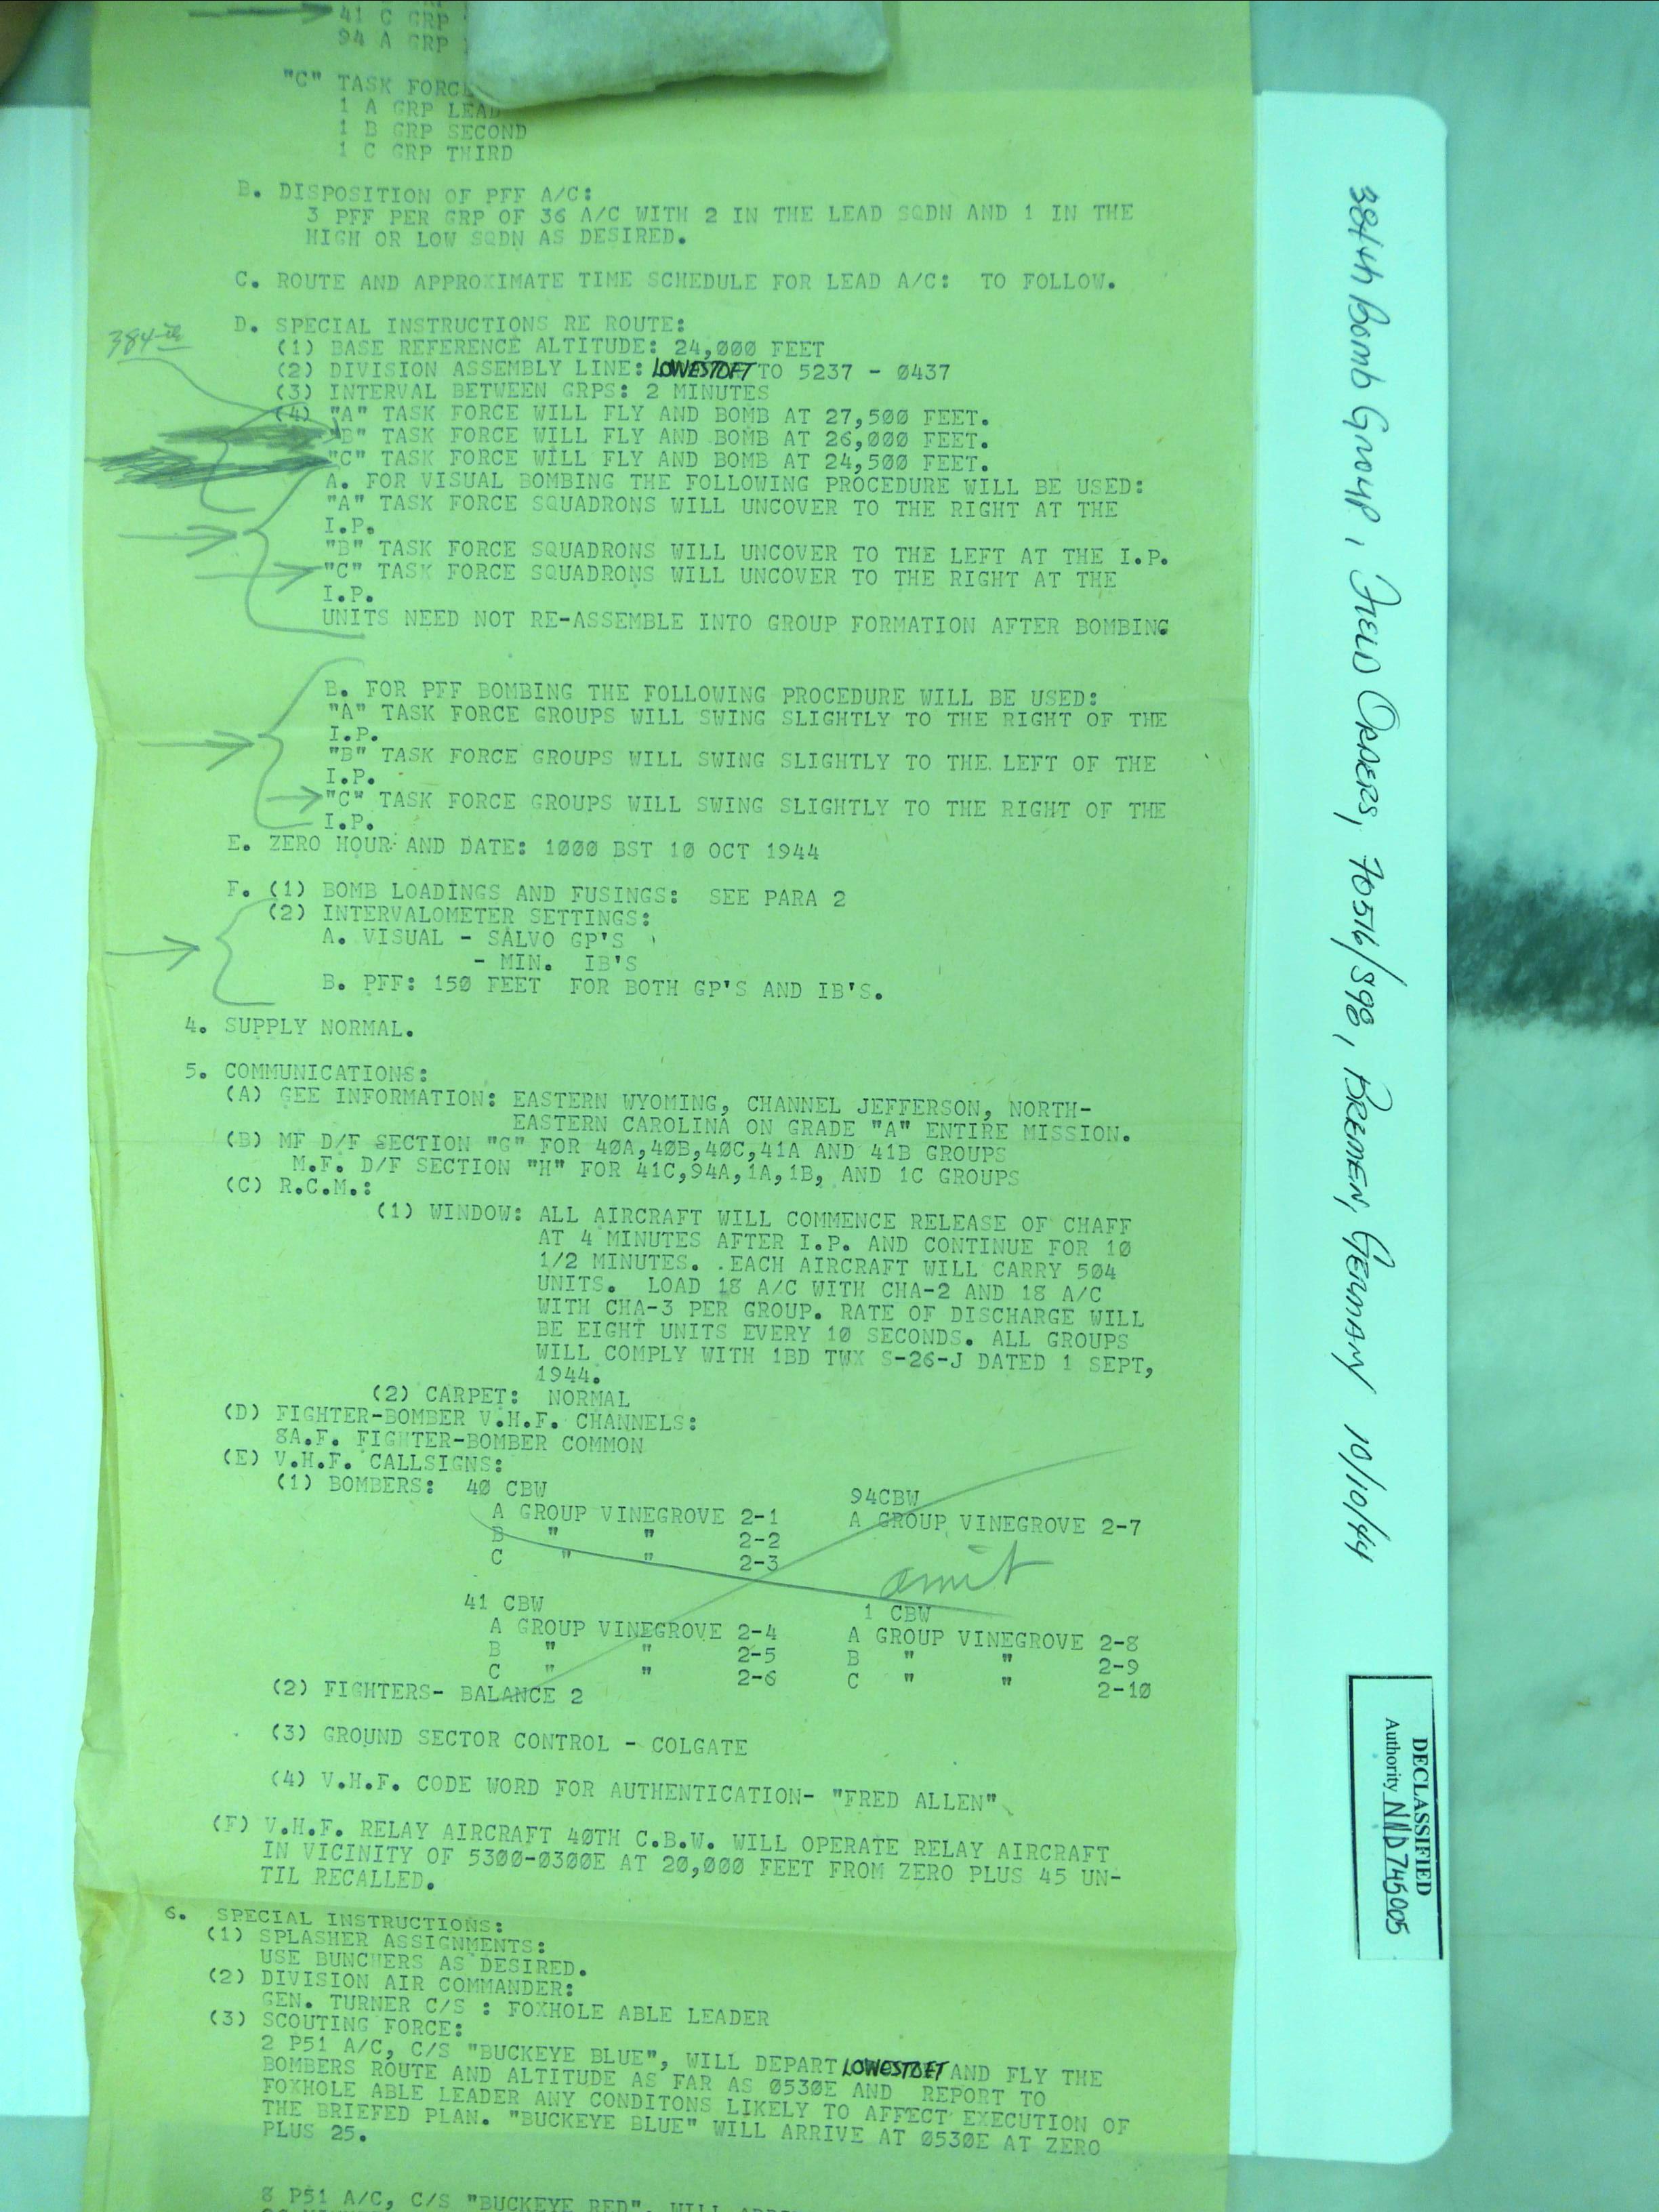 41 C GRP
94 A GRP
"C" TASK FORCE
1 A GRP LEAD
1 B GRP SECOND
1 C GRP THIRD
B. DISPOSITION OF PFF A/C:
3 PFF PER GRP OF 36 A/C WITH 2 IN THE LEAD SQDN AND 1 IN THE
HIGH OR LOW SQDN AS DESIRED.
C. ROUTE AND APPROXIMATE TIME SCHEDULE FOR LEAD A/C: TO FOLLOW.
384th
D. SPECIAL INSTRUCTIONS RE ROUTE:
(1) BASE REFERENCE ALTITUDE: 24,000 FEET
(2) DIVISION ASSEMBLY LINE: LOWESTOFT TO 5237 - 0437
(3) INTERVAL BETWEEN GRPS: 2 MINUTES
(4) "A" TASK FORCE WILL FLY AND BOMB AT 27,500 FEET.
"B" TASK FORCE WILL FLY AND BOMB AT 26,000 FEET.
"C" TASK FORCE WILL FLY AND BOMB AT 24,500 FEET.
A. FOR VISUAL BOMBING THE FOLLOWING PROCEDURE WILL BE USED:
"A" TASK FORCE SQUADRONS WILL UNCOVER TO THE RIGHT AT THE
I.P.
"B" TASK FORCE SQUADRONS WILL UNCOVER TO THE LEFT AT THE I.P.
"C" TASK FORCE SQUADRONS WILL UNCOVER TO THE RIGHT AT THE
I.P.
UNITS NEED NOT RE-ASSEMBLE INTO GROUP FORMATION AFTER BOMBING
B. FOR PFF BOMBING THE FOLLOWING PROCEDURE WILL BE USED:
"A" TASK FORCE GROUPS WILL SWING SLIGHTLY TO THE RIGHT OF THE
I.P.
"B" TASK FORCE GROUPS WILL SWING SLIGHTLY TO THE LEFT OF THE
I.P.
"C" TASK FORCE GROUPS WILL SWING SLIGHTLY TO THE RIGHT OF THE
I.P.
E. ZERO HOUR AND DATE: 1000 BST 10 OCT 1944
F. (1) BOMB LOADINGS AND FUSINGS: SEE PARA 2
(2) INTERVALOMETER SETTINGS:
A. VISUAL - SALVO GP'S
- MIN. IB'S
B. PFF: 150 FEET FOR BOTH GP'S AND IB'S.
4. SUPPLY NORMAL.
5. COMMUNICATIONS:
(A) GEE INFORMATION: EASTERN WYOMING, CHANNEL JEFFERSON, NORTH-
EASTERN CAROLINA ON GRADE "A" ENTIRE MISSION.
(B) MF D/F SECTION "G" FOR 40A,40B,40C,41A AND 41B GROUPS
M.F. D/F SECTION "H" FOR 41C,94A,1A,1B, AND 1C GROUPS
(C) R.C.M.:
(1) WINDOW: ALL AIRCRAFT WILL COMMENCE RELEASE OF CHAFF
AT 4 MINUTES AFTER I.P. AND CONTINUE FOR 10
1/2 MINUTES. .EACH AIRCRAFT WILL CARRY 504
UNITS. LOAD 18 A/C WITH CHA-2 AND 18 A/C
WITH CHA-3 PER GROUP. RATE OF DISCHARGE WILL
BE EIGHT UNITS EVERY 10 SECONDS. ALL GROUPS
WILL COMPLY WITH 1BD TWX S-26-J DATED 1 SEPT,
1944.
(2) CARPET: NORMAL
(D) FIGHTER-BOMBER V.H.F. CHANNELS:
8A.F. FIGHTER-BOMBER COMMON
(E) V.H.F. CALLSIGNS:
(1) BOMBERS: 40 CBW 94CBW
A GROUP VINEGROVE 2-1 A GROUP VINEGROVE 2-7
B " " 2-2
C " " 2-3
omit
41 CBW 1 CBW
A GROUP VINEGROVE 2-4 A GROUP VINEGROVE 2-8
B " " 2-5 B " " 2-9
C " " 2-6 C " " 2-10
(2) FIGHTERS- BALANCE 2
(3) GROUND SECTOR CONTROL - COLGATE
(4) V.H.F. CODE WORD FOR AUTHENTICATION- "FRED ALLEN"
(F) V.H.F. RELAY AIRCRAFT 40TH C.B.W. WILL OPERATE RELAY AIRCRAFT
IN VICINITY OF 5300-0300E AT 20,000 FEET FROM ZERO PLUS 45 UN-
TIL RECALLED.
6. SPECIAL INSTRUCTIONS:
(1) SPLASHER ASSIGNMENTS:
USE BUNCHERS AS DESIRED.
(2) DIVISION AIR COMMANDER:
GEN. TURNER C/S : FOXHOLE ABLE LEADER
(3) SCOUTING FORCE:
2 P51 A/C, C/S "BUCKEYE BLUE", WILL DEPART LOWESTOFT AND FLY THE
BOMBERS ROUTE AND ALTITUDE AS FAR AS 0530E AND REPORT TO
FOXHOLE ABLE LEADER ANY CONDITONS LIKELY TO AFFECT EXECUTION OF
THE BRIEFED PLAN. "BUCKEYE BLUE" WILL ARRIVE AT 0530E AT ZERO
PLUS 25.
8 P51 A/C, C/S "BUCKEYE RED", WILL
384th Bomb Group, Field Orders, 70516/898, Bremen, Germany 10/10/44
DECLASSIFIED
Authority NND745005